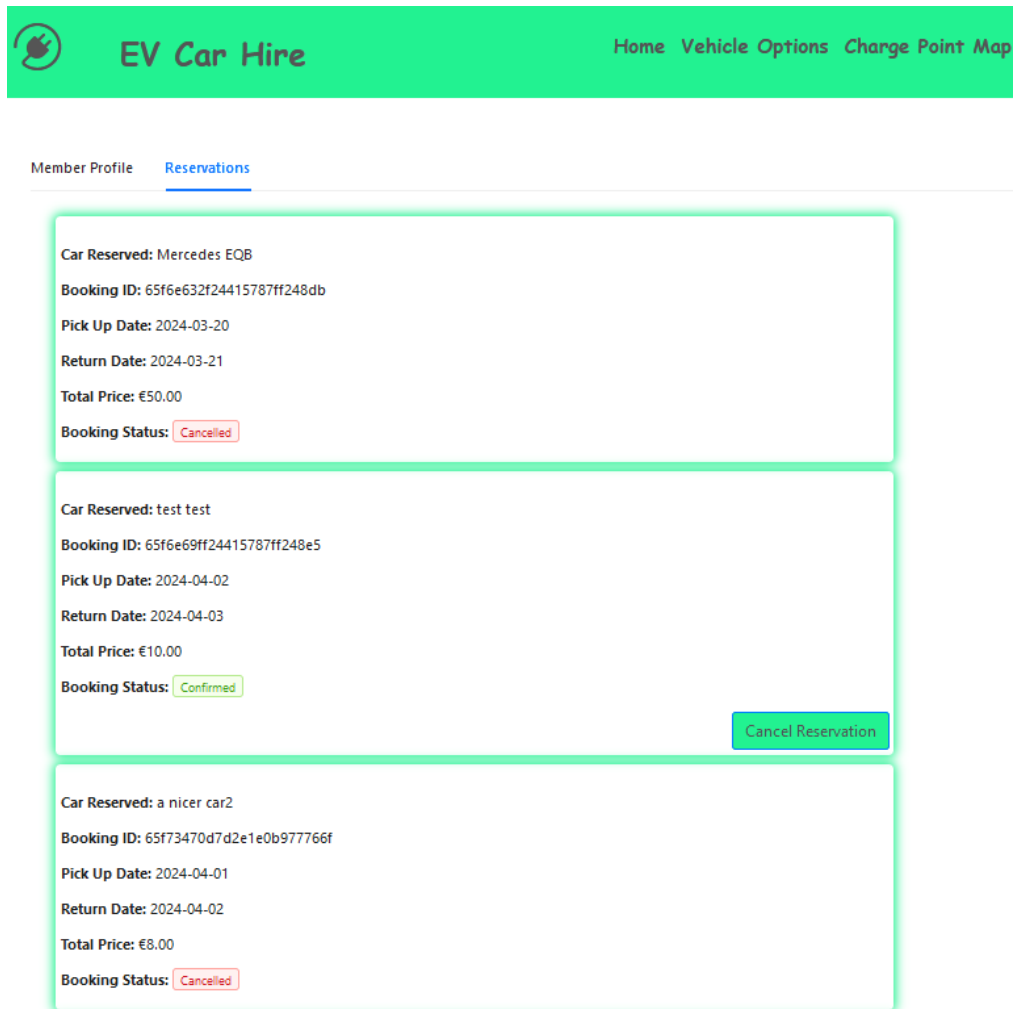 EV Car Hire
Home Vehicle Options Charge Point Map
Member Profile Reservations
Car Reserved: Mercedes EQB
Booking ID: 65f6e632f24415787ff248db
Pick Up Date: 2024-03-20
Return Date: 2024-03-21
Total Price: €50.00
Booking Status: Cancelled
Car Reserved: test test
Booking ID: 65f6e69ff24415787ff248e5
Pick Up Date: 2024-04-02
Return Date: 2024-04-03
Total Price: €10.00
Booking Status: Confirmed
Cancel Reservation
Car Reserved: a nicer car2
Booking ID: 65f73470d7d2e1e0b977766f
Pick Up Date: 2024-04-01
Return Date: 2024-04-02
Total Price: €8.00
Booking Status: Cancelled